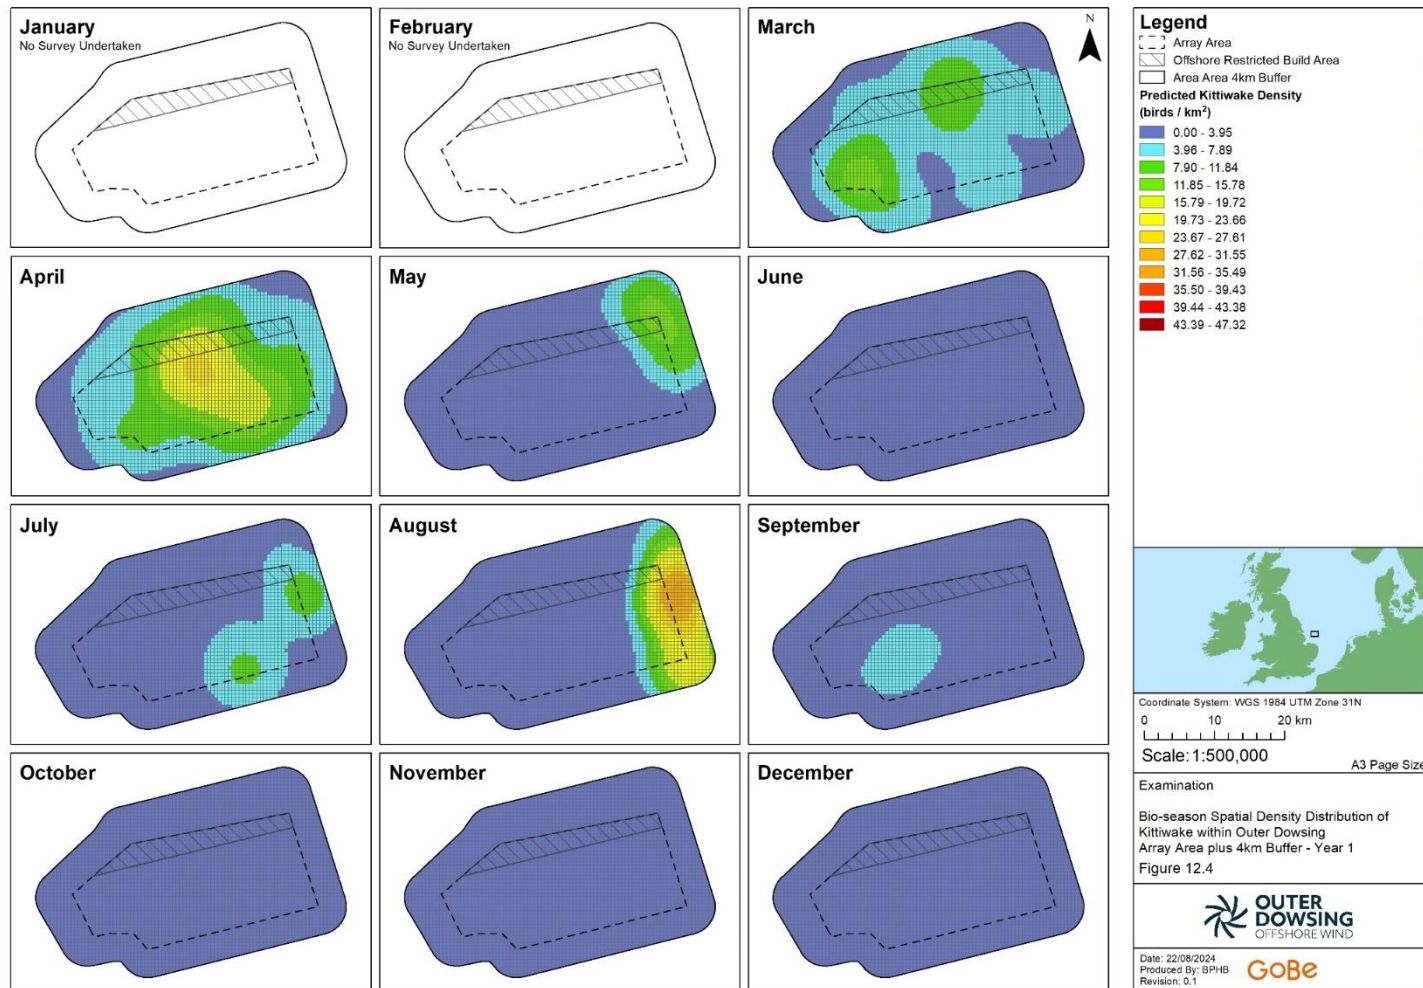 January
No Survey Undertaken
February
No Survey Undertaken
March
N
April
May
June
July
August
September
October
November
December
Legend
Array Area
Offshore Restricted Build Area
Area Area 4km Buffer
Predicted Kittiwake Density
(birds / km²)
0.00 - 3.95
3.96 - 7.89
7.90 - 11.84
11.85 - 15.78
15.79 - 19.72
19.73 - 23.66
23.67 - 27.61
27.62 - 31.55
31.56 - 35.49
35.50 - 39.43
39.44 - 43.38
43.39 - 47.32
Coordinate System: WGS 1984 UTM Zone 31N
0 10 20 km
Scale: 1:500,000
A3 Page Size
Examination
Bio-season Spatial Density Distribution of
Kittiwake within Outer Dowsing
Array Area plus 4km Buffer - Year 1
Figure 12.4
OUTER
DOWSING
OFFSHORE WIND
Date: 22/08/2024
Produced By: BPHB
Revision: 0.1
GoBe